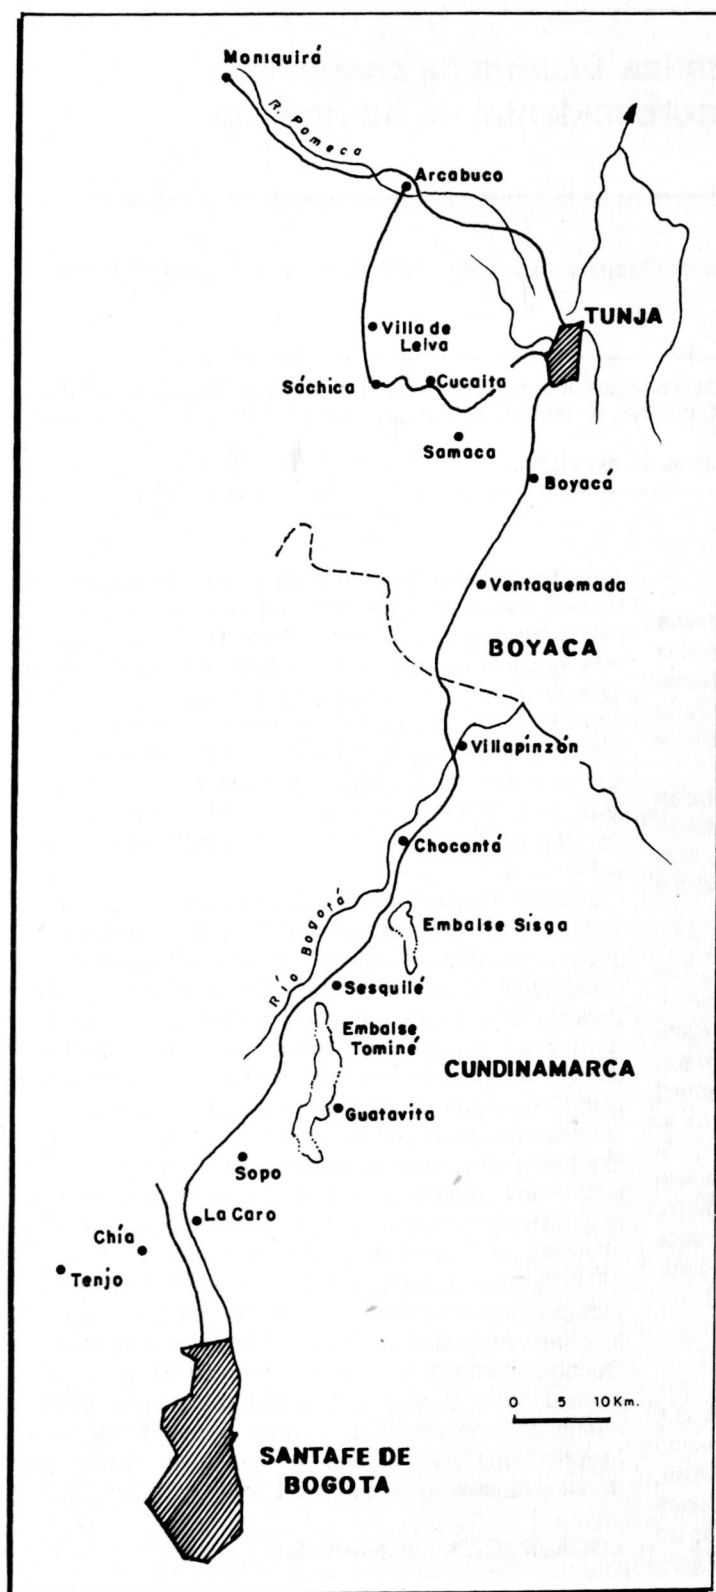 Moniquirá
R. Pomeca
Arcabuco
TUNJA
Villa de
Leiva
Sáchica
Cucaita
Samaca
Boyacá
Ventaquemada
BOYACA
Villapinzón
Chocontá
Río Bogotá
Embalse Sisga
Sesquilé
Embalse
Tominé
CUNDINAMARCA
Guatavita
Sopo
La Caro
Chía
Tenjo
0 5 10 Km.
SANTAFE DE
BOGOTA